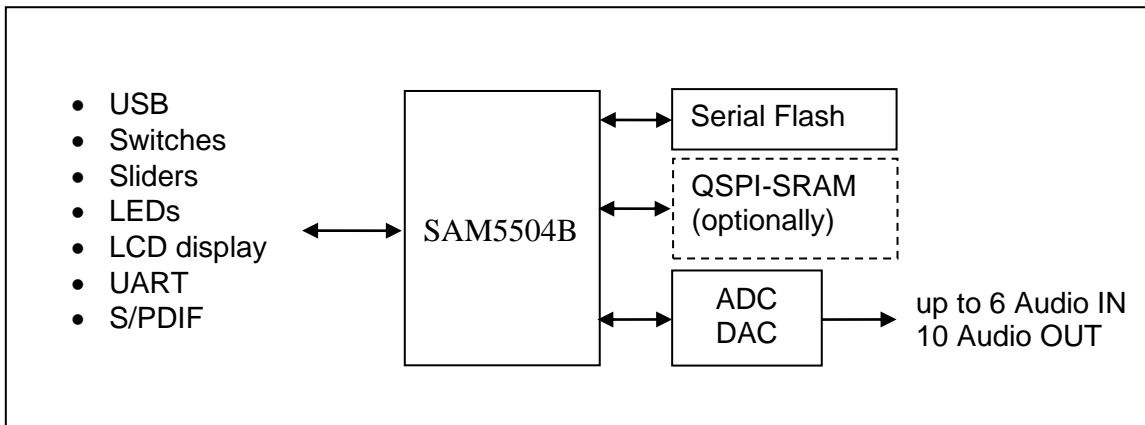 • USB
• Switches
• Sliders
• LEDs
• LCD display
• UART
• S/PDIF
SAM5504B
Serial Flash
QSPI-SRAM
(optionally)
ADC
DAC
up to 6 Audio IN
10 Audio OUT